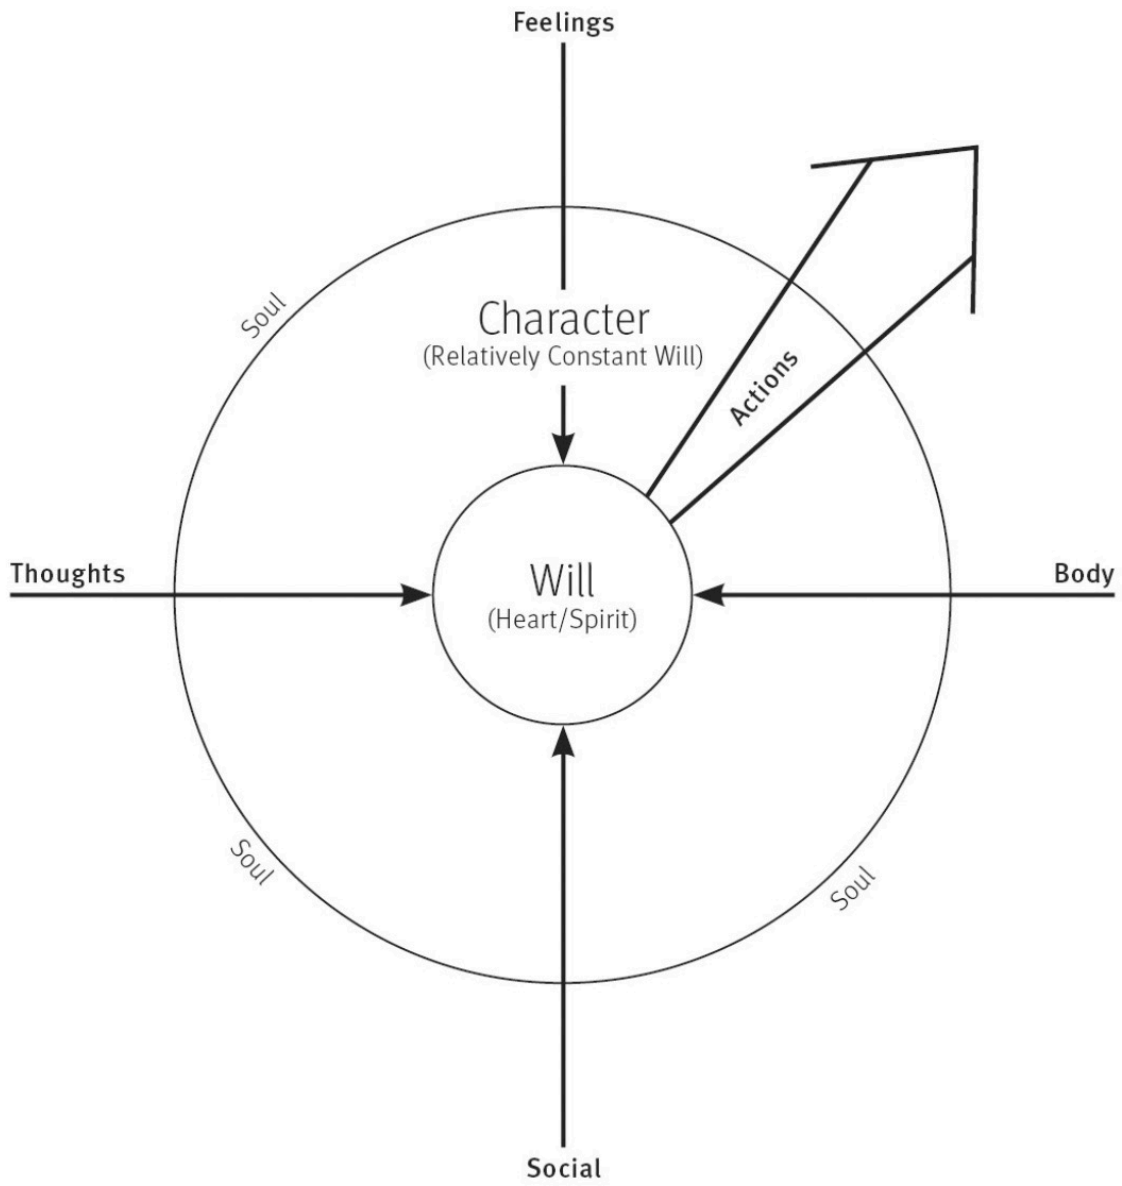 Feelings
Soul
Character
(Relatively Constant Will)
Actions
Thoughts
Will
(Heart/Spirit)
Body
Soul
Soul
Social